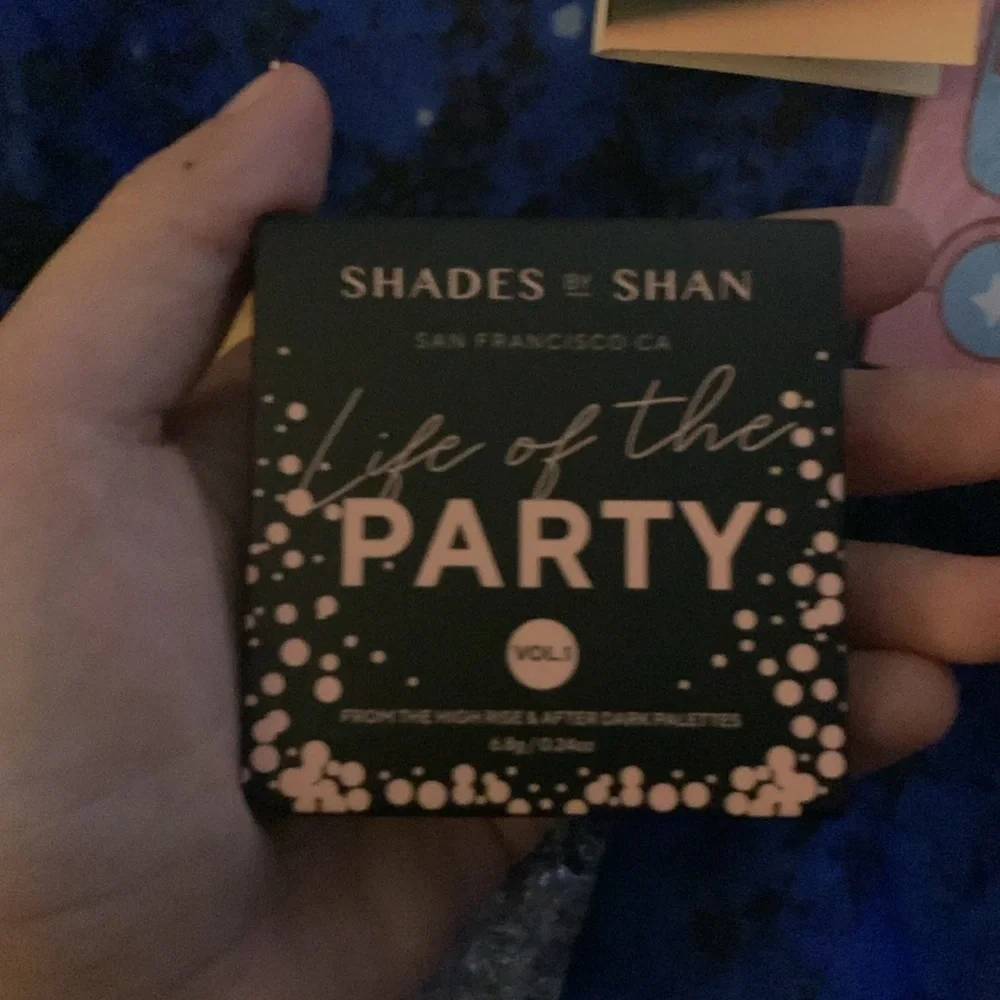 SHADES BY SHAN
SAN FRANCISCO CA
Life of the
PARTY
VOL.1
FROM THE HIGH RISE & AFTER DARK PALETTES
6.8g / 0.24oz